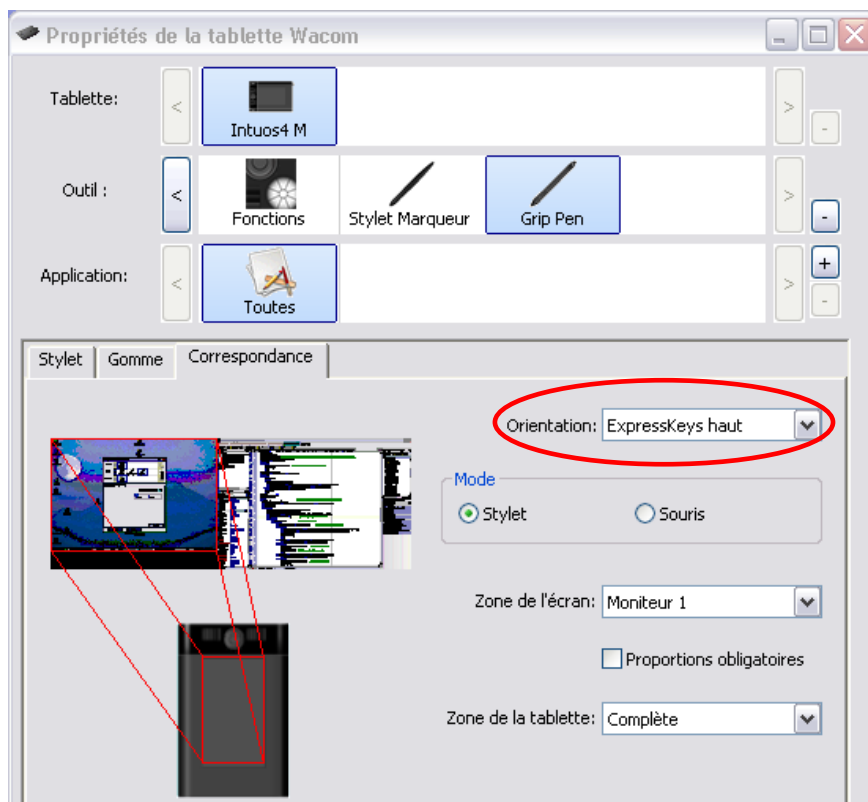 Propriétés de la tablette Wacom
Tablette:
<
Intuos4 M
>
-
Outil :
<
Fonctions
Stylet Marqueur
Grip Pen
>
-
Application:
<
Toutes
>
+
-
Stylet
Gomme
Correspondance
Orientation: ExpressKeys haut
Mode
Stylet
Souris
Zone de l'écran: Moniteur 1
Proportions obligatoires
Zone de la tablette: Complète